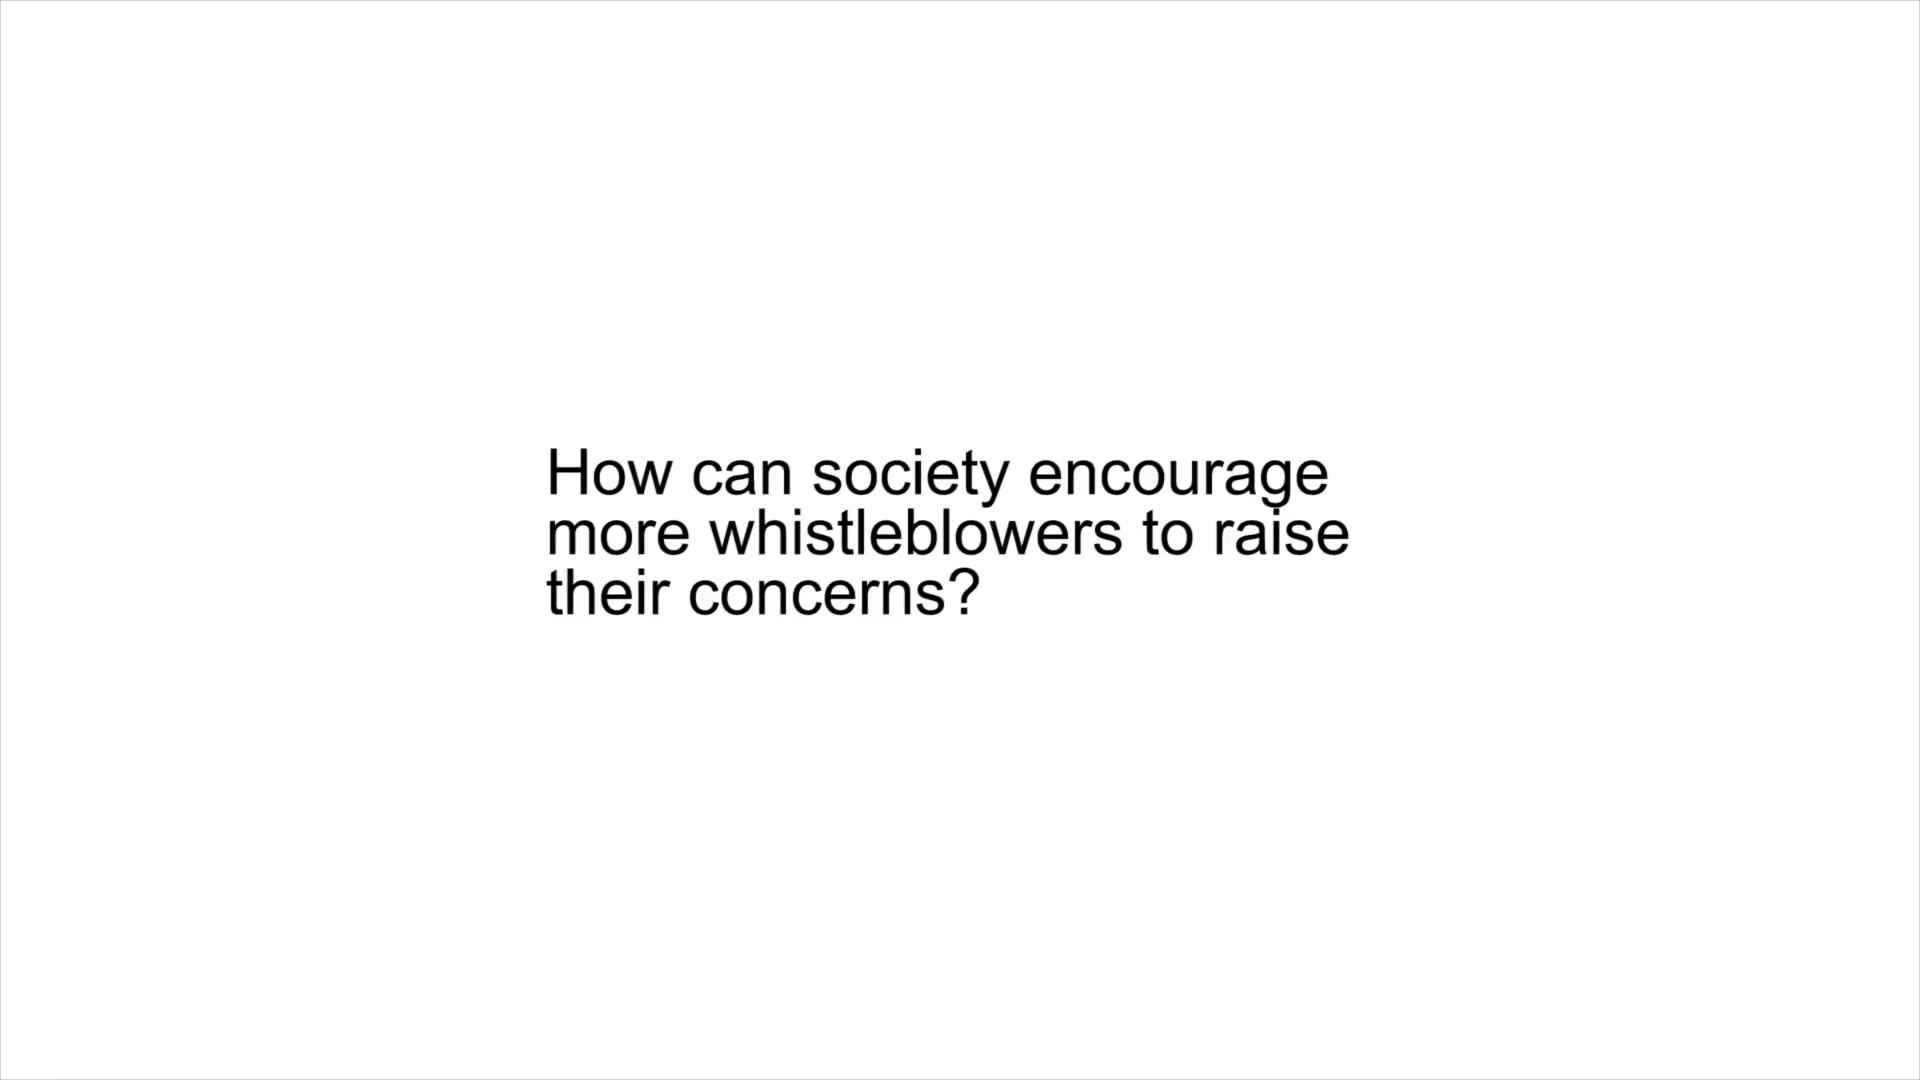 How can society encourage
more whistleblowers to raise
their concerns?